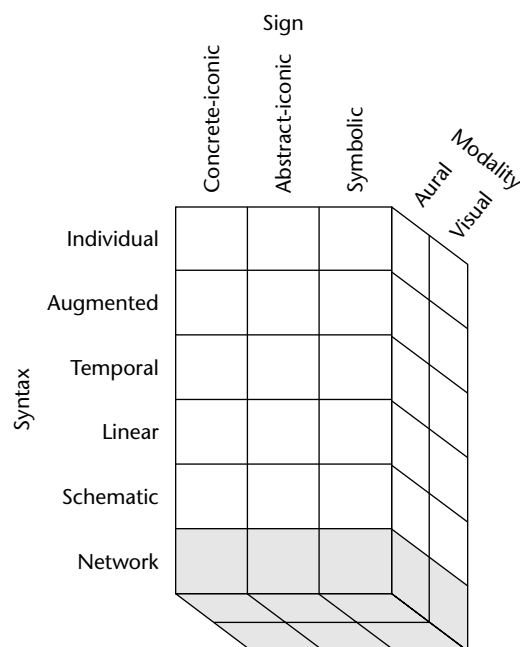 Sign
Concrete-iconic
Abstract-iconic
Symbolic
Modality
Aural
Visual
Syntax
Individual
Augmented
Temporal
Linear
Schematic
Network